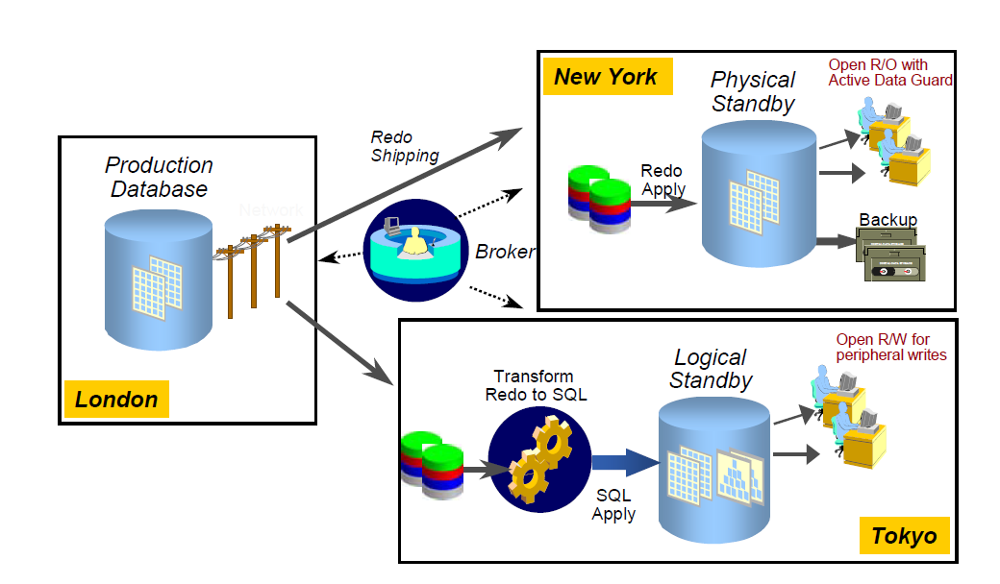 Production
Database
Network
London
Redo
Shipping
Broker
New York
Physical
Standby
Open R/O with
Active Data Guard
Redo
Apply
Backup
Transform
Redo to SQL
SQL
Apply
Logical
Standby
Open R/W for
peripheral writes
Tokyo